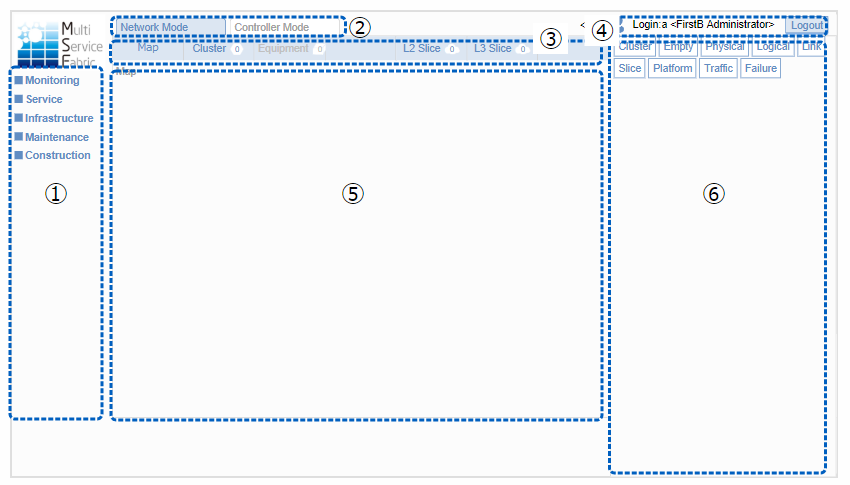 Multi
Service
Fabric
Network Mode Controller Mode ②
Map Cluster 0 Equipment 0 L2 Slice 0 L3 Slice 0 ③
< ④ Login:a <FirstB Administrator> Logout
Monitoring
Service
Infrastructure
Maintenance
Construction
①
Map
⑤
Cluster Empty Physical Logical Link
Slice Platform Traffic Failure
⑥